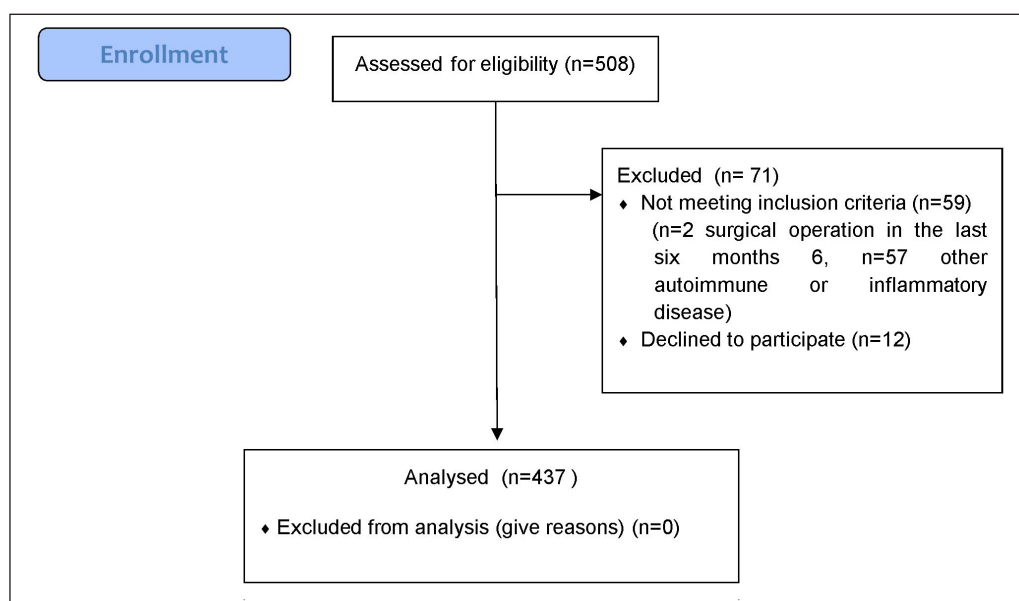 Enrollment
Assessed for eligibility (n=508)
Excluded (n= 71)
♦ Not meeting inclusion criteria (n=59)
(n=2 surgical operation in the last
six months 6, n=57 other
autoimmune or inflammatory
disease)
♦ Declined to participate (n=12)
Analysed (n=437 )
♦ Excluded from analysis (give reasons) (n=0)